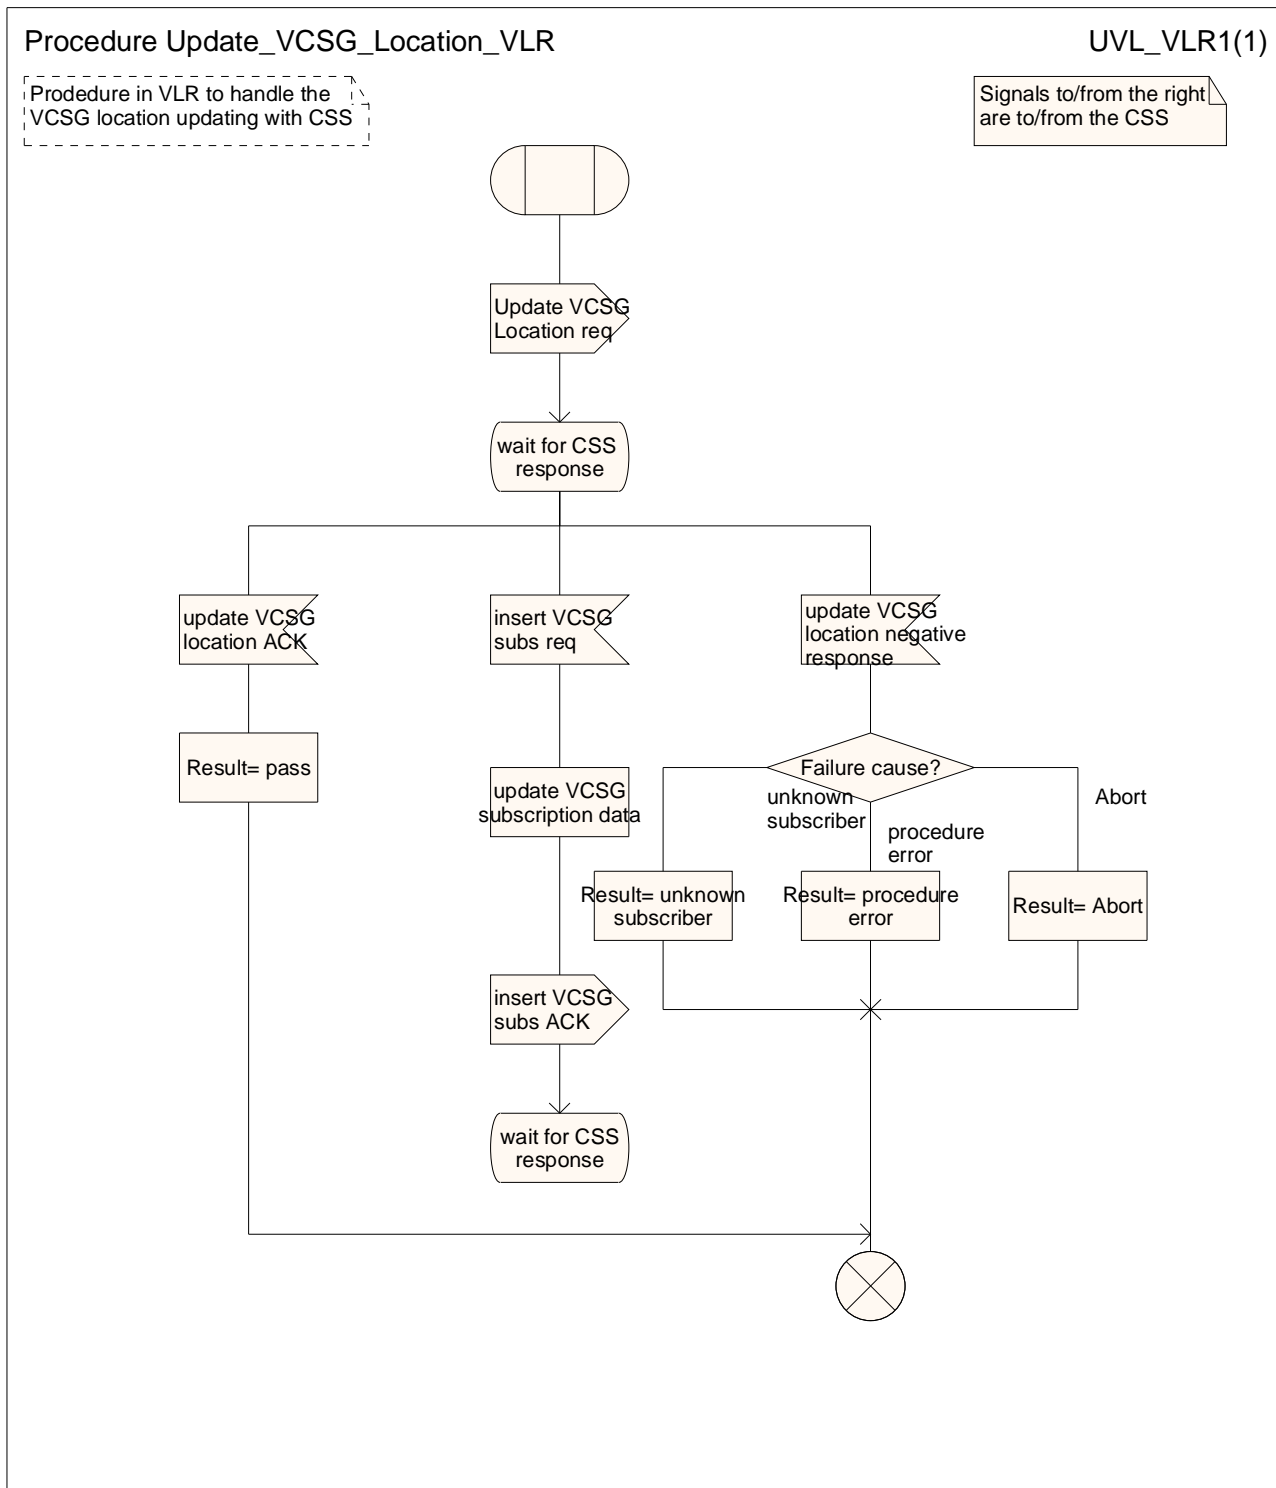 Procedure Update_VCSG_Location_VLR
UVL_VLR1(1)
Prodedure in VLR to handle the
VCSG location updating with CSS
Signals to/from the right
are to/from the CSS
Update VCSG
Location req
wait for CSS
response
update VCSG
location ACK
insert VCSG
subs req
update VCSG
location negative
response
Result= pass
update VCSG
subscription data
Failure cause?
unknown
subscriber
procedure
error
Abort
Result= unknown
subscriber
Result= procedure
error
Result= Abort
insert VCSG
subs ACK
wait for CSS
response